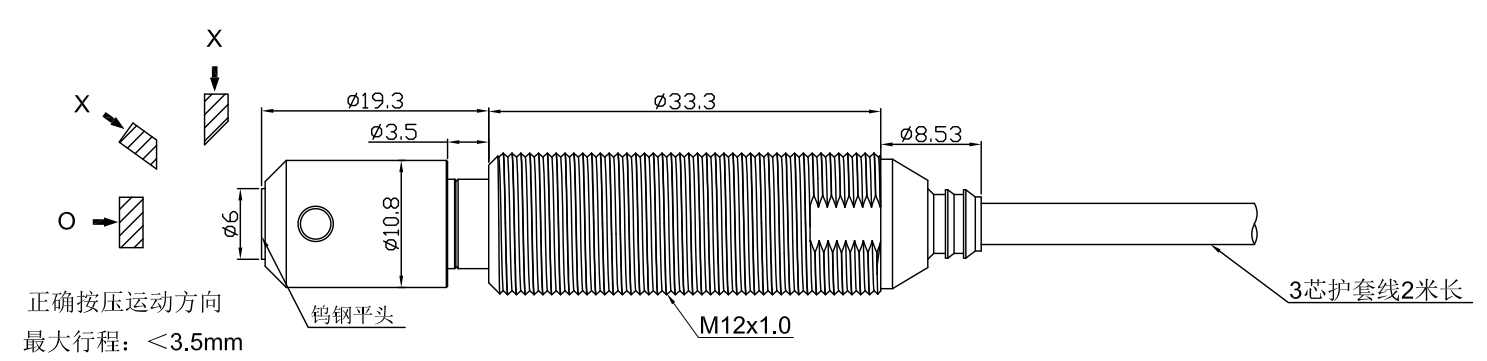 X
X
O
ø19.3
ø33.3
ø3.5
ø8.53
ø6
ø10.8
正确按压运动方向
最大行程：＜3.5mm
钨钢平头
M12x1.0
3芯护套线2米长